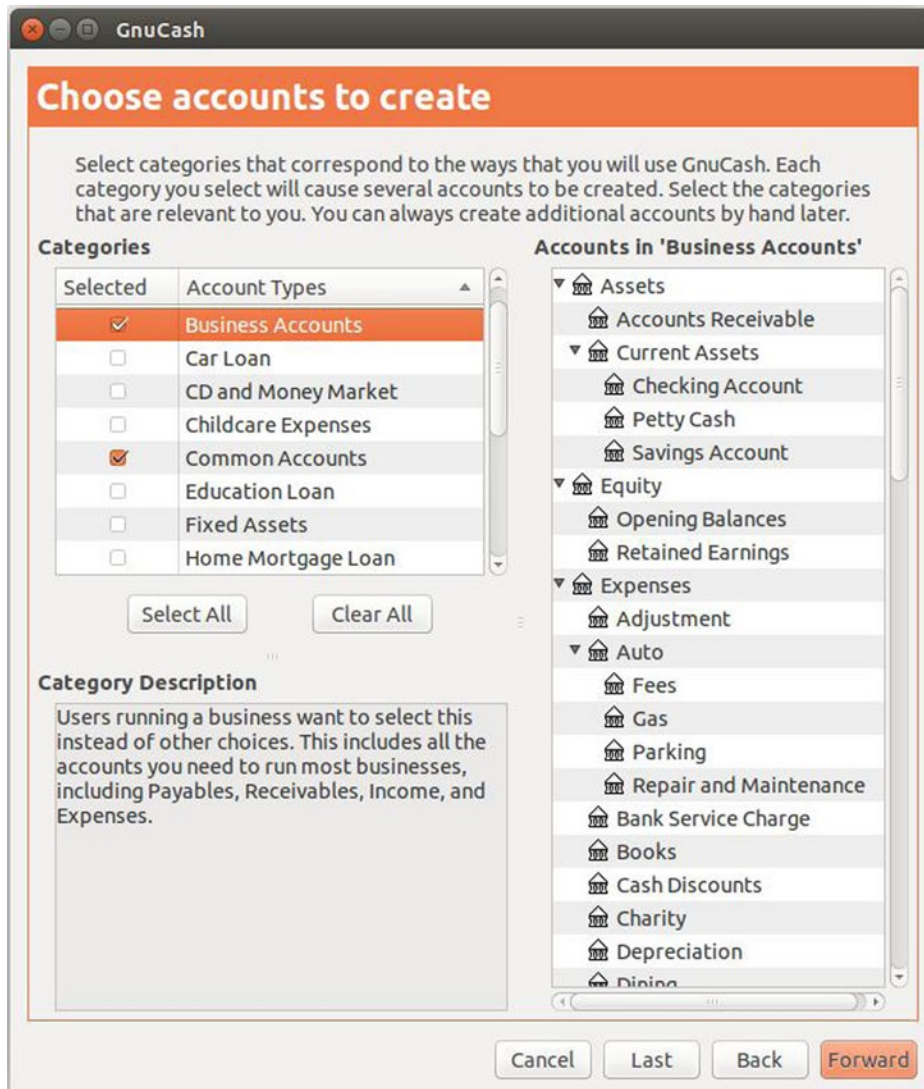 GnuCash
Choose accounts to create
Select categories that correspond to the ways that you will use GnuCash. Each
category you select will cause several accounts to be created. Select the categories
that are relevant to you. You can always create additional accounts by hand later.
Categories
Selected Account Types
Business Accounts
Car Loan
CD and Money Market
Childcare Expenses
Common Accounts
Education Loan
Fixed Assets
Home Mortgage Loan
Select All Clear All
Category Description
Users running a business want to select this
instead of other choices. This includes all the
accounts you need to run most businesses,
including Payables, Receivables, Income, and
Expenses.
Accounts in 'Business Accounts'
Assets
Accounts Receivable
Current Assets
Checking Account
Petty Cash
Savings Account
Equity
Opening Balances
Retained Earnings
Expenses
Adjustment
Auto
Fees
Gas
Parking
Repair and Maintenance
Bank Service Charge
Books
Cash Discounts
Charity
Depreciation
Dining
Cancel Last Back Forward